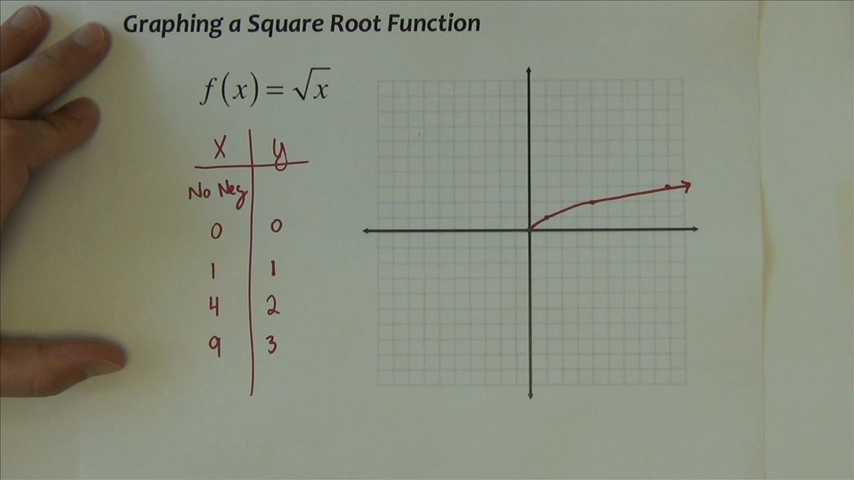 Graphing a Square Root Function
f(x) = √x
x y
No Neg
0 0
1 1
4 2
9 3